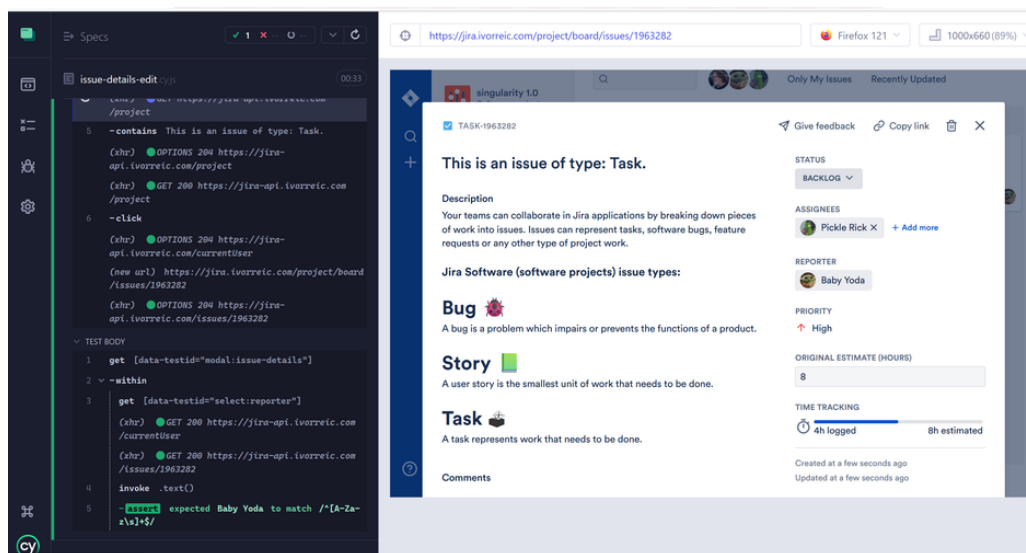 Specs
1
--
--
issue-details-edit.cy.js
00:33
(xhr) GET https://jira-api.ivorreic.com
/project
5 -contains This is an issue of type: Task.
(xhr) OPTIONS 204 https://jira-
api.ivorreic.com/project
(xhr) GET 200 https://jira-api.ivorreic.com
/project
6 -click
(xhr) OPTIONS 204 https://jira-
api.ivorreic.com/currentUser
(new url) https://jira.ivorreic.com/project/board
/issues/1963282
(xhr) OPTIONS 204 https://jira-
api.ivorreic.com/issues/1963282
TEST BODY
1 get [data-testid="modal:issue-details"]
2 -within
3 get [data-testid="select:reporter"]
(xhr) GET 200 https://jira-api.ivorreic.com
/currentUser
(xhr) GET 200 https://jira-api.ivorreic.com
/issues/1963282
4 invoke .text()
5 -assert expected Baby Yoda to match /^[A-Za-
z\s]+$/
cy
https://jira.ivorreic.com/project/board/issues/1963282
Firefox 121
1000x660 (89%)
singularity 1.0
Only My Issues
Recently Updated
TASK-1963282
Give feedback
Copy link
This is an issue of type: Task.
Description
Your teams can collaborate in Jira applications by breaking down pieces
of work into issues. Issues can represent tasks, software bugs, feature
requests or any other type of project work.
Jira Software (software projects) issue types:
Bug
A bug is a problem which impairs or prevents the functions of a product.
Story
A user story is the smallest unit of work that needs to be done.
Task
A task represents work that needs to be done.
Comments
STATUS
BACKLOG
ASSIGNEES
Pickle Rick
+ Add more
REPORTER
Baby Yoda
PRIORITY
High
ORIGINAL ESTIMATE (HOURS)
8
TIME TRACKING
4h logged
8h estimated
Created at a few seconds ago
Updated at a few seconds ago